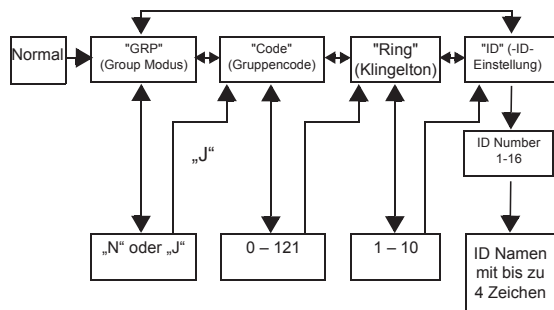 Normal
"GRP"
(Group Modus)
"Code"
(Gruppencode)
"Ring"
(Klingelton)
"ID" (-ID-
Einstellung)
„J“
ID Number
1-16
„N“ oder „J“
0 – 121
1 – 10
ID Namen
mit bis zu
4 Zeichen